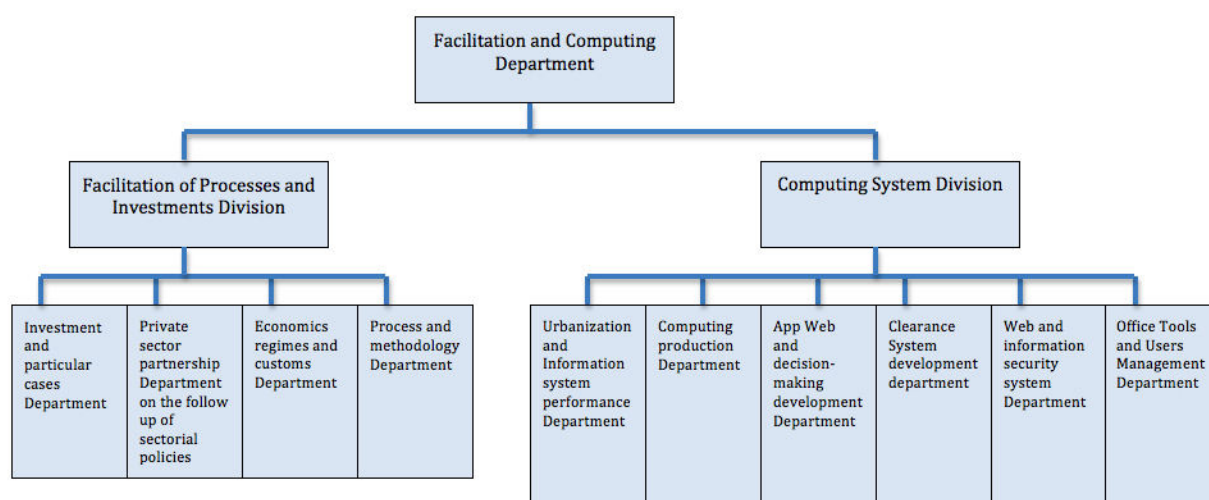 Facilitation and Computing
Department
Facilitation of Processes and
Investments Division
Computing System Division
Investment
and
particular
cases
Department
Private
sector
partnership
Department
on the follow
up of
sectorial
policies
Economics
regimes and
customs
Department
Process and
methodology
Department
Urbanization
and
Information
system
performance
Department
Computing
production
Department
App Web
and
decision-
making
development
Department
Clearance
System
development
department
Web and
information
security
system
Department
Office Tools
and Users
Management
Department